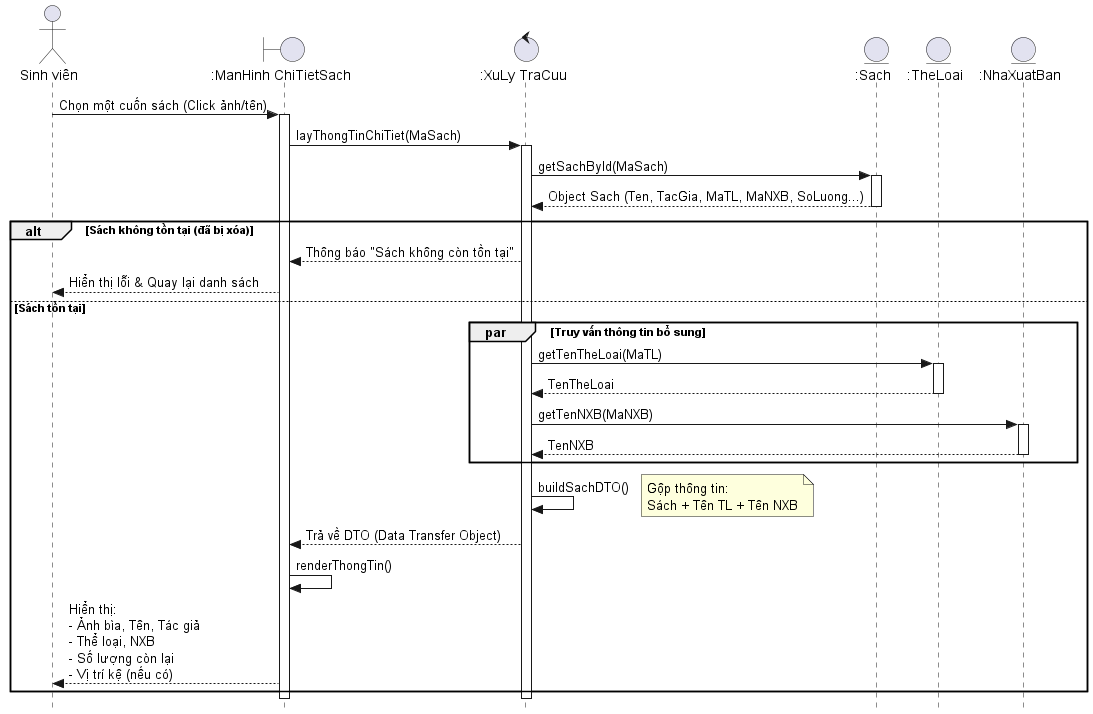 Sinh viên
:ManHinh ChiTietSach
:XuLy TraCuu
:Sach
:TheLoai
:NhaXuatBan
Chọn một cuốn sách (Click ảnh/tên)
layThongTinChiTiet(MaSach)
getSachById(MaSach)
Object Sach (Ten, TacGia, MaTL, MaNXB, SoLuong...)
alt
[Sách không tồn tại (đã bị xóa)]
Thông báo "Sách không còn tồn tại"
Hiển thị lỗi & Quay lại danh sách
[Sách tồn tại]
par
[Truy vấn thông tin bổ sung]
getTenTheLoai(MaTL)
TenTheLoai
getTenNXB(MaNXB)
TenNXB
buildSachDTO()
Gộp thông tin:
Sách + Tên TL + Tên NXB
Trả về DTO (Data Transfer Object)
renderThongTin()
Hiển thị:
- Ảnh bìa, Tên, Tác giả
- Thể loại, NXB
- Số lượng còn lại
- Vị trí kệ (nếu có)